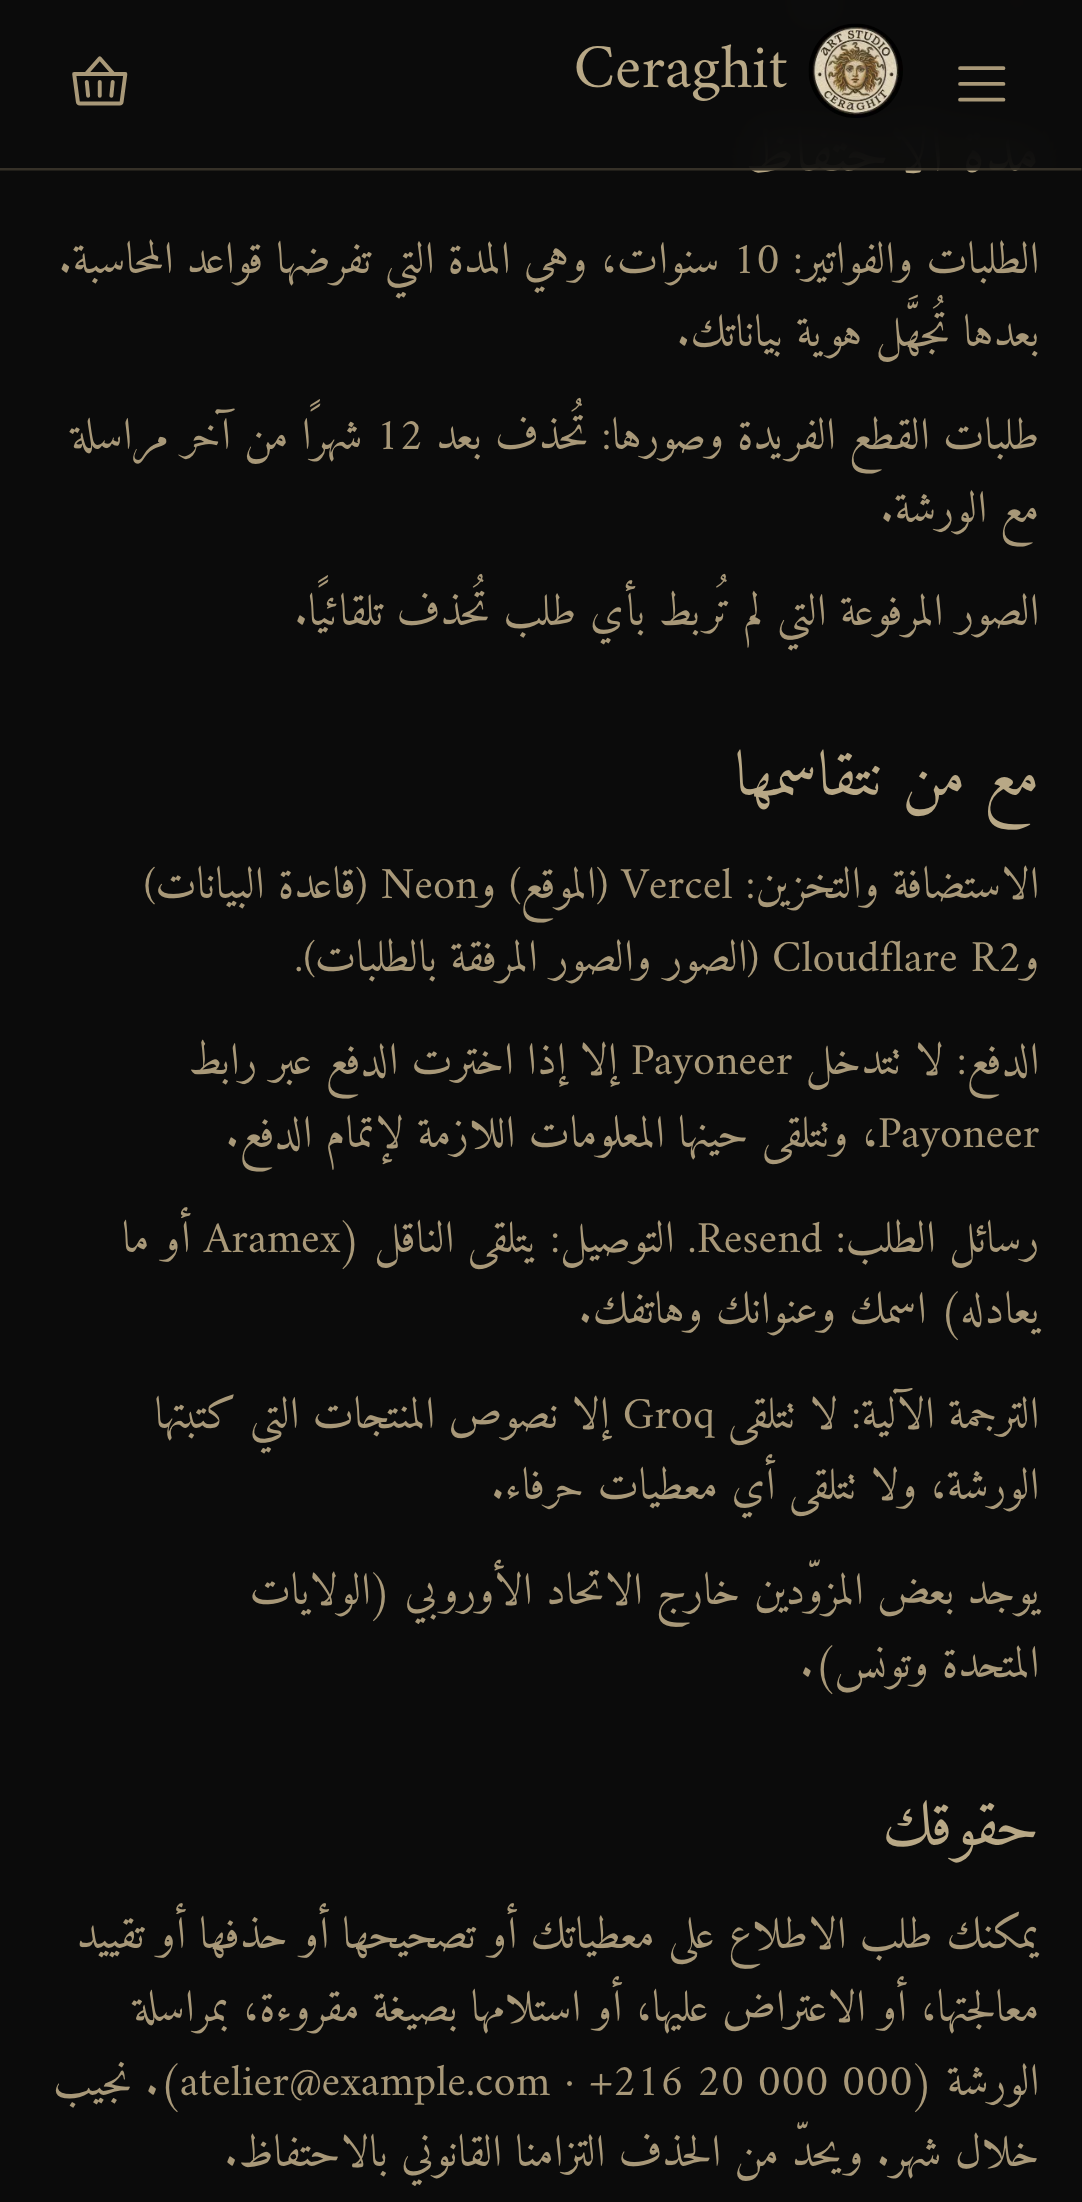 Ceraghit
ART STUDIO
CERAGHIT
مدة الاحتفاظ
الطلبات والفواتير: 10 سنوات، وهي المدة التي تفرضها قواعد المحاسبة.
بعدها تُجهَّل هوية بياناتك.
طلبات القطع الفريدة وصورها: تُحذف بعد 12 شهرًا من آخر مراسلة
مع الورشة.
الصور المرفوعة التي لم تُربط بأي طلب تُحذف تلقائيًا.
مع من نتقاسمها
الاستضافة والتخزين: Vercel (الموقع) وNeon (قاعدة البيانات)
وCloudflare R2 (الصور والصور المرفقة بالطلبات).
الدفع: لا تتدخل Payoneer إلا إذا اخترت الدفع عبر رابط
Payoneer، وتتلقى حينها المعلومات اللازمة لإتمام الدفع.
رسائل الطلب: Resend. التوصيل: يتلقى الناقل (Aramex أو ما
يعادله) اسمك وعنوانك وهاتفك.
الترجمة الآلية: لا تتلقى Groq إلا نصوص المنتجات التي كتبتها
الورشة، ولا تتلقى أي معطيات حرفاء.
يوجد بعض المزوّدين خارج الاتحاد الأوروبي (الولايات
المتحدة وتونس).
حقوقك
يمكنك طلب الاطلاع على معطياتك أو تصحيحها أو حذفها أو تقييد
معالجتها، أو الاعتراض عليها، أو استلامها بصيغة مقروءة، بمراسلة
الورشة (atelier@example.com · +216 20 000 000). نجيب
خلال شهر. ويحدّ من الحذف التزامنا القانوني بالاحتفاظ.